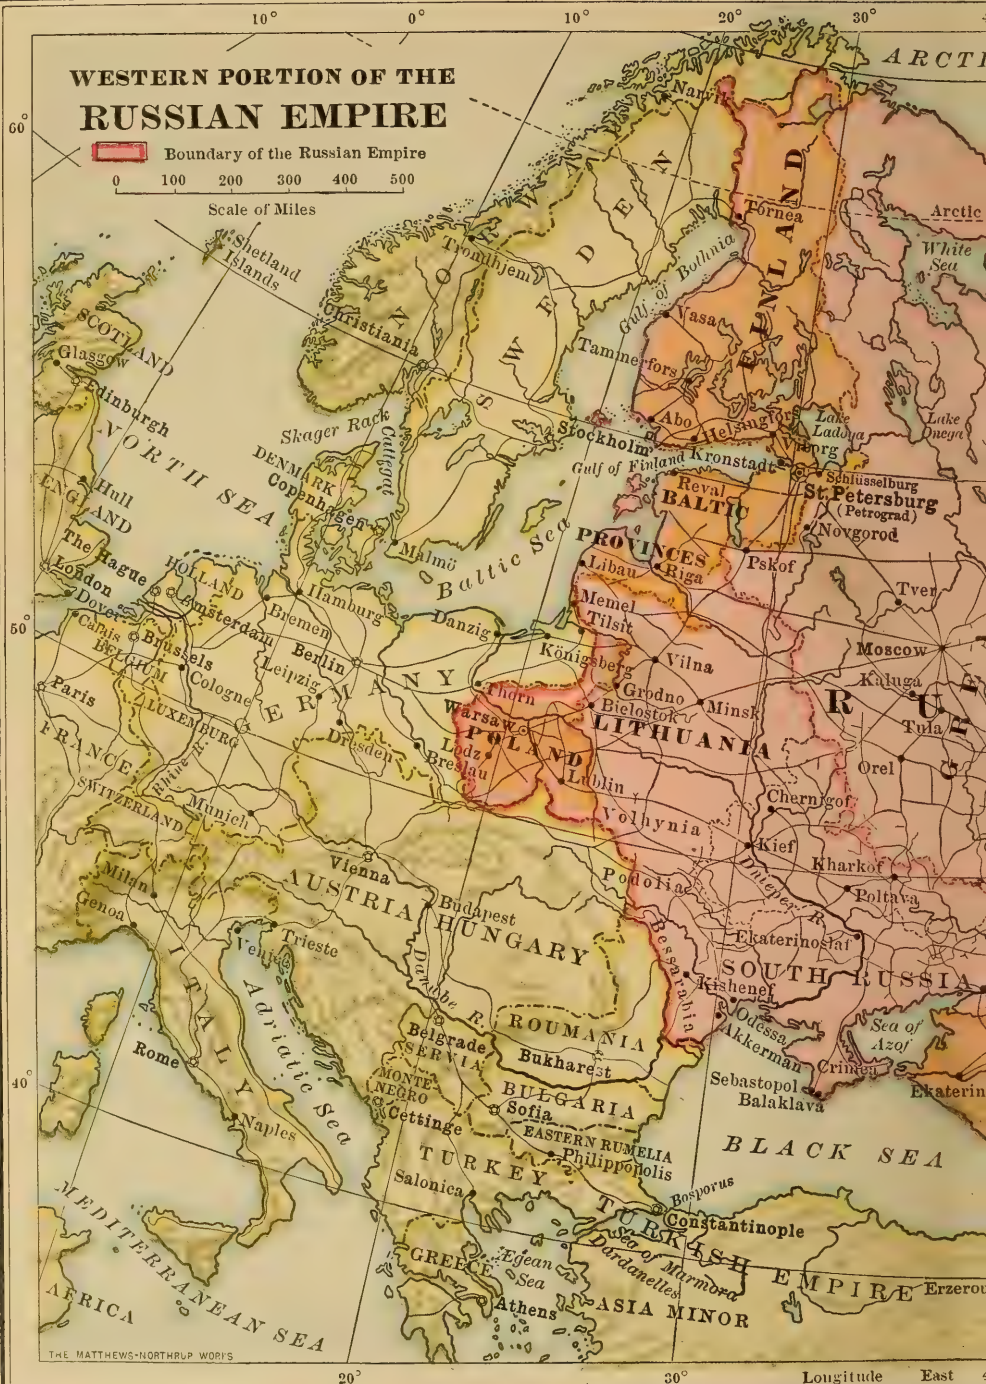 10°
0°
10°
20°
30°
WESTERN PORTION OF THE
RUSSIAN EMPIRE
Boundary of the Russian Empire
0 100 200 300 400 500
Scale of Miles
60°
ARCTI
Narvik
Arctic
White
Sea
Shetland
Islands
Trondhjem
Tornea
NORWAY
SWEDEN
FINLAND
Gulf of Bothnia
Vasa
Tammerfors
Christiania
SCOTLAND
Glasgow
Edinburgh
NORTH SEA
Skager Rack
Cattegat
Stockholm
Abo
Helsingfors
Viborg
Lake
Ladoga
Lake
Onega
Gulf of Finland
Kronstadt
Schlüsselburg
St. Petersburg
(Petrograd)
Novgorod
Reval
BALTIC
PROVINCES
DENMARK
Copenhagen
Hull
ENGLAND
Malmö
Baltic Sea
Libau
Riga
Pskof
Tver
The Hague
London
Dover
HOLLAND
Amsterdam
Hamburg
Bremen
Memel
Tilsit
Danzig
Königsberg
Vilna
Moscow
50°
Calais
Brussels
BELGIUM
Cologne
Berlin
Leipzig
GERMANY
Thorn
Grodno
Bielostok
Minsk
Kaluga
Tula
R U
Paris
LUXEMBURG
Warsaw
POLAND
Lodz
LITHUANIA
FRANCE
Rhine R.
Dresden
Breslau
Lublin
Orel
SWITZERLAND
Munich
Volhynia
Chernigof
Kief
Vienna
Podolia
Dnieper R.
Kharkof
Poltava
Milan
Genoa
AUSTRIA HUNGARY
Budapest
Trieste
Venice
Ekaterinoslaf
ITALY
Danube R.
Bessarabia
Kishenef
SOUTH RUSSIA
Adriatic Sea
Odessa
Akkerman
Sea of
Azof
Crimea
Rome
Belgrade
SERVIA
ROUMANIA
Bukharest
40°
MONTE
NEGRO
Cettinge
BULGARIA
Sofia
Sebastopol
Balaklava
Ekaterin
Naples
EASTERN RUMELIA
Philippopolis
BLACK SEA
TURKEY
Salonica
Bosporus
Constantinople
MEDITERRANEAN SEA
GREECE
Ægean
Sea
Sea of Marmora
Dardanelles
TURKISH EMPIRE
Erzerou
AFRICA
Athens
ASIA MINOR
THE MATTHEWS-NORTHRUP WORKS
20°
30°
Longitude East 4